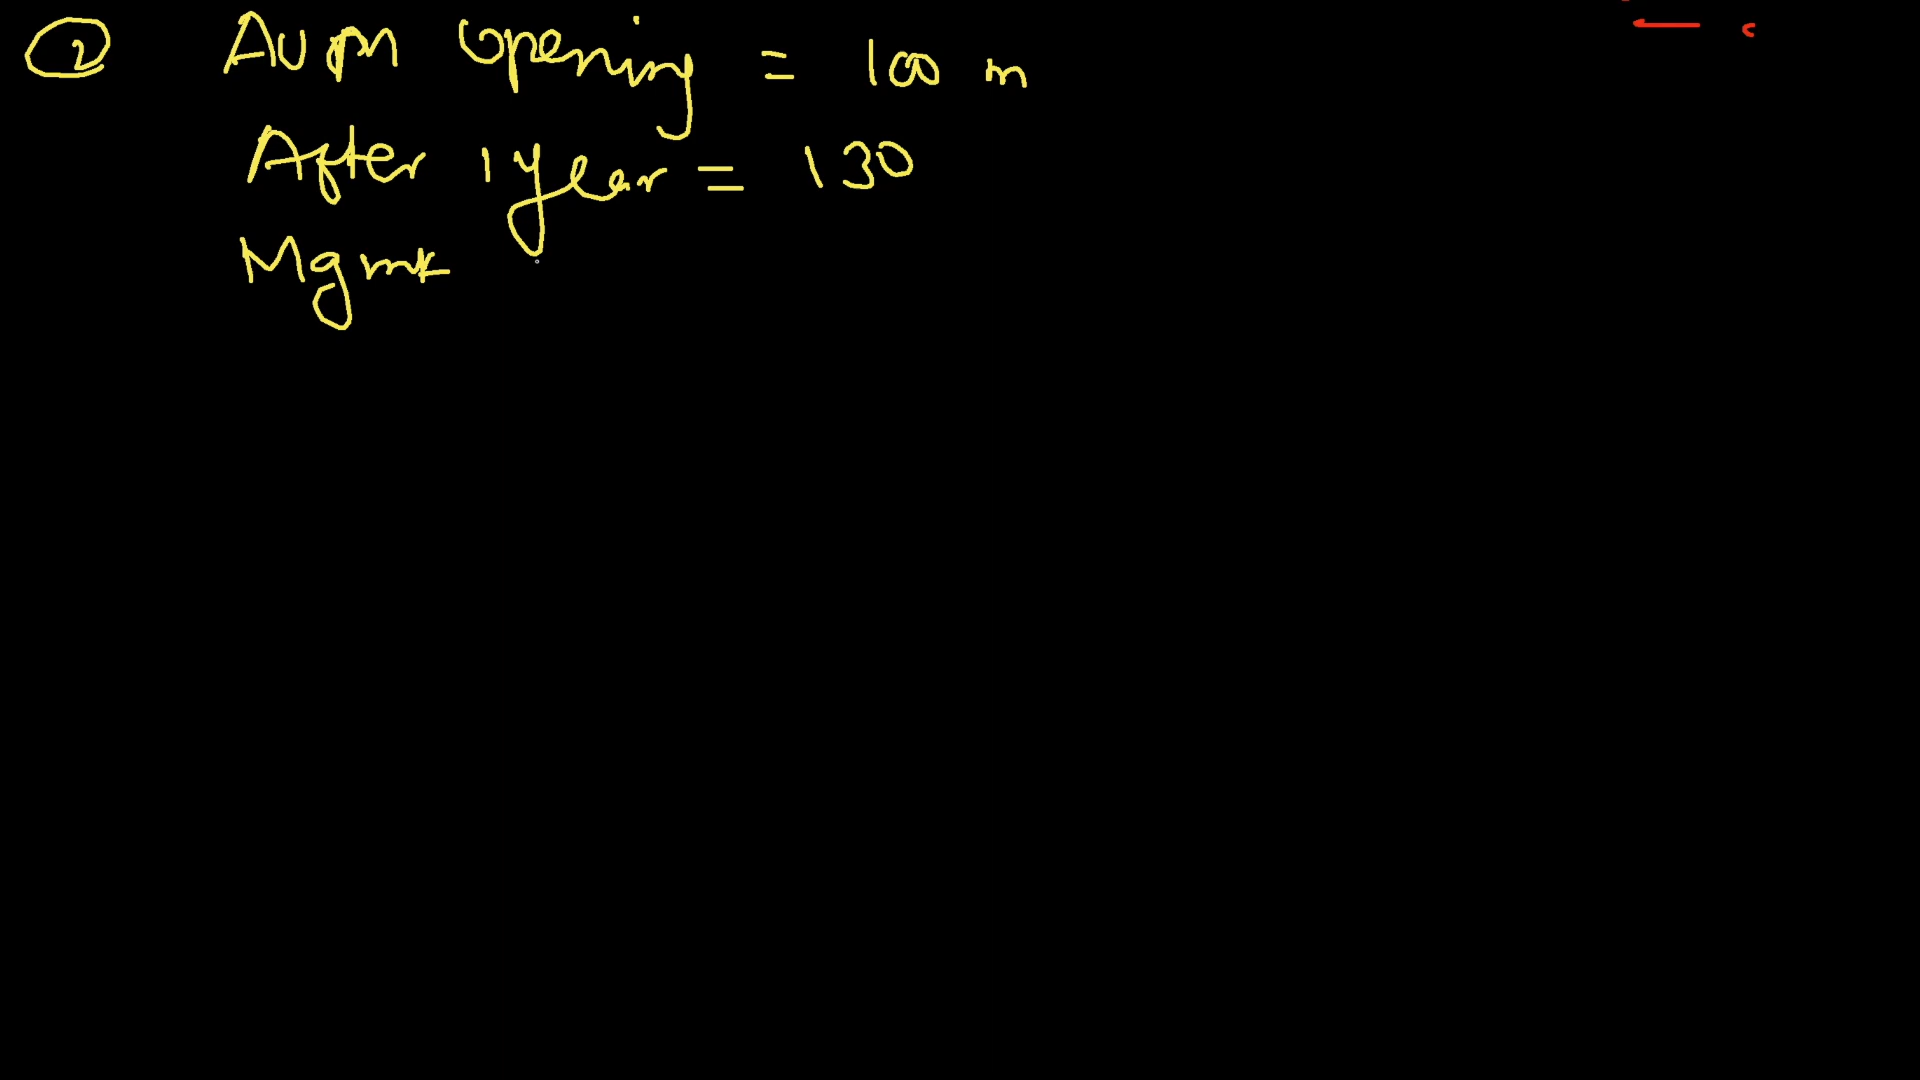 ② AUM opening = 100 m
After 1 year = 130
Mgmt